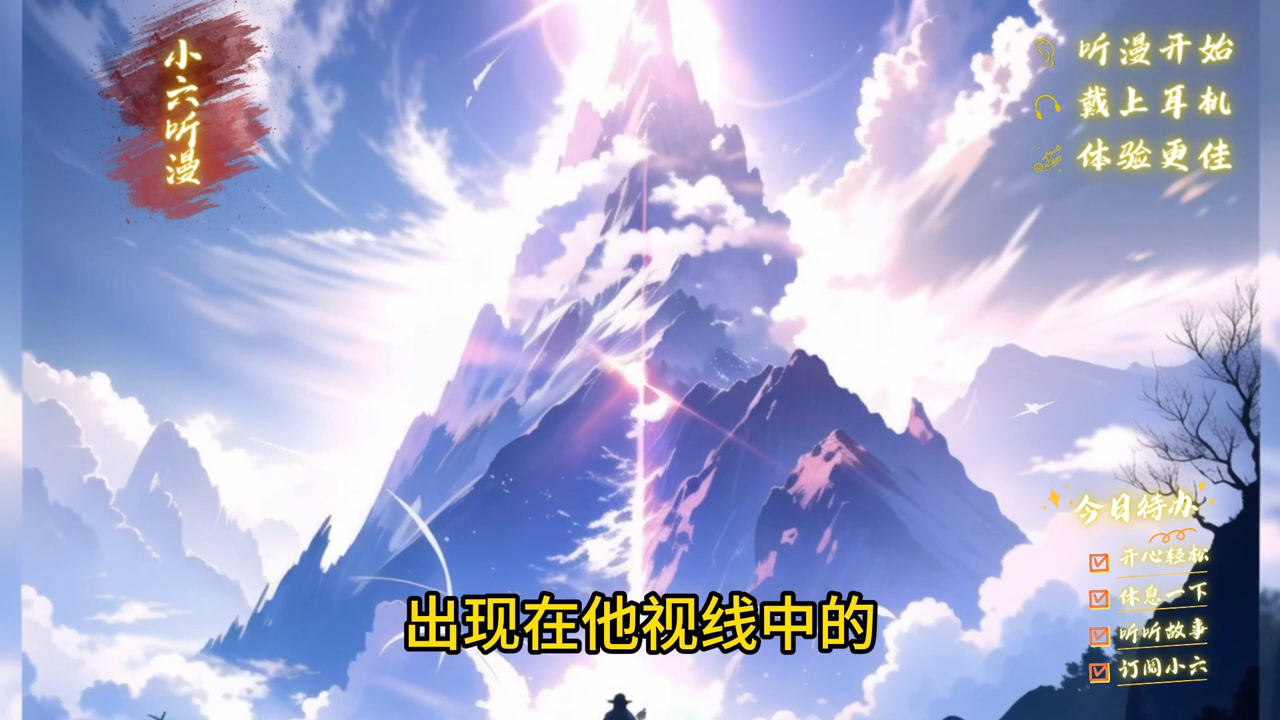 小六听漫
听漫开始
戴上耳机
体验更佳
今日待办
开心轻松
休息一下
听听故事
订阅小六
出现在他视线中的